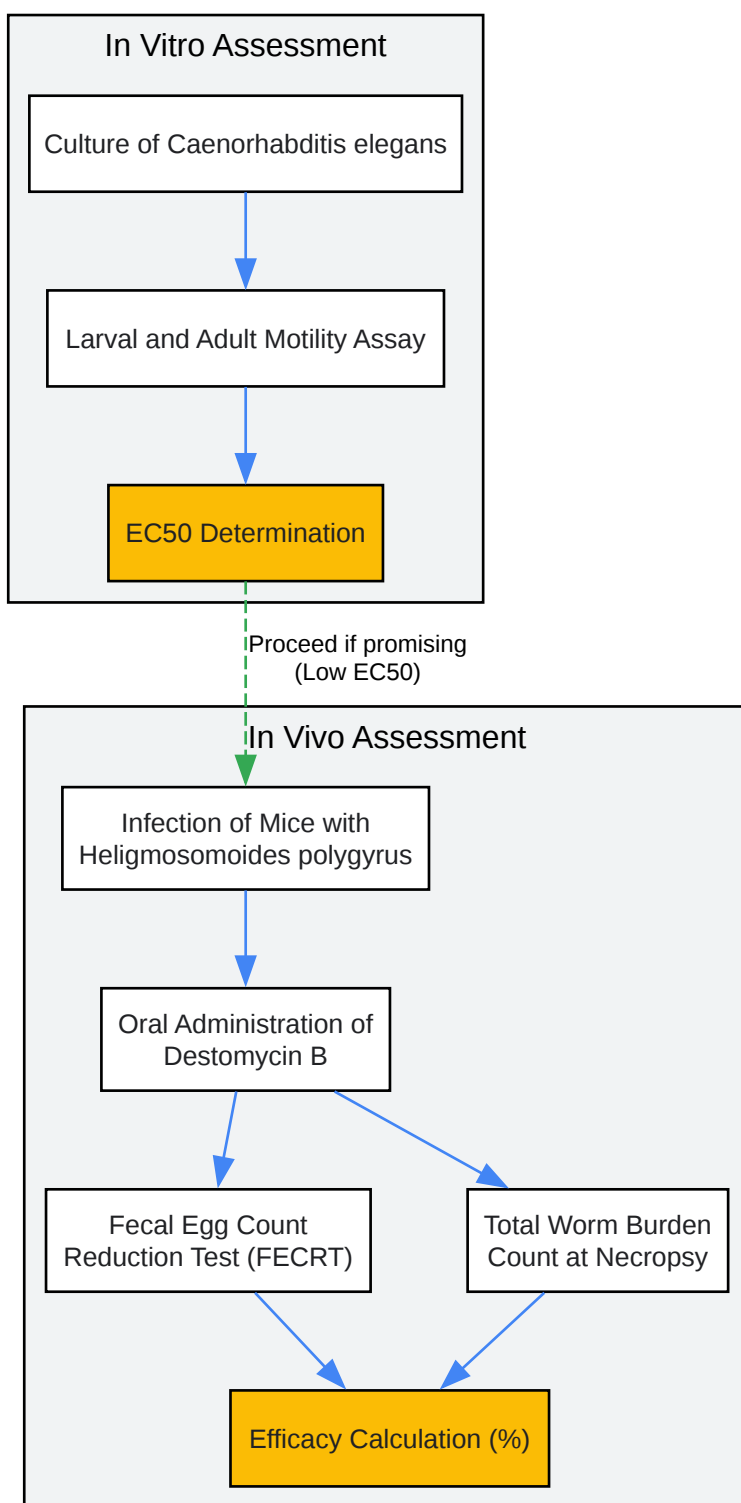 In Vitro Assessment
Culture of Caenorhabditis elegans
Larval and Adult Motility Assay
EC50 Determination
Proceed if promising
(Low EC50)
In Vivo Assessment
Infection of Mice with
Heligmosomoides polygyrus
Oral Administration of
Destomycin B
Fecal Egg Count
Reduction Test (FECRT)
Total Worm Burden
Count at Necropsy
Efficacy Calculation (%)